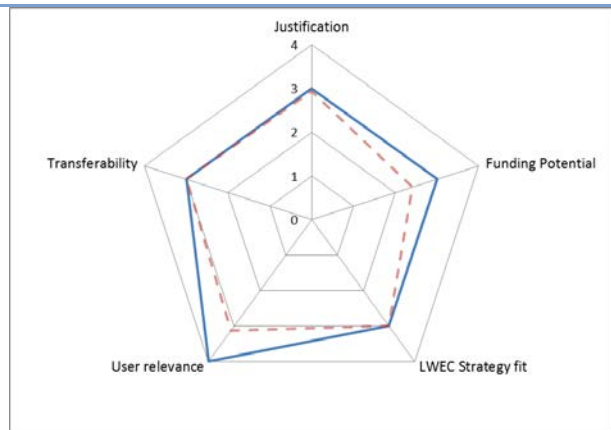 Justification
4
3
2
1
0
Transferability
Funding Potential
User relevance
LWEC Strategy fit